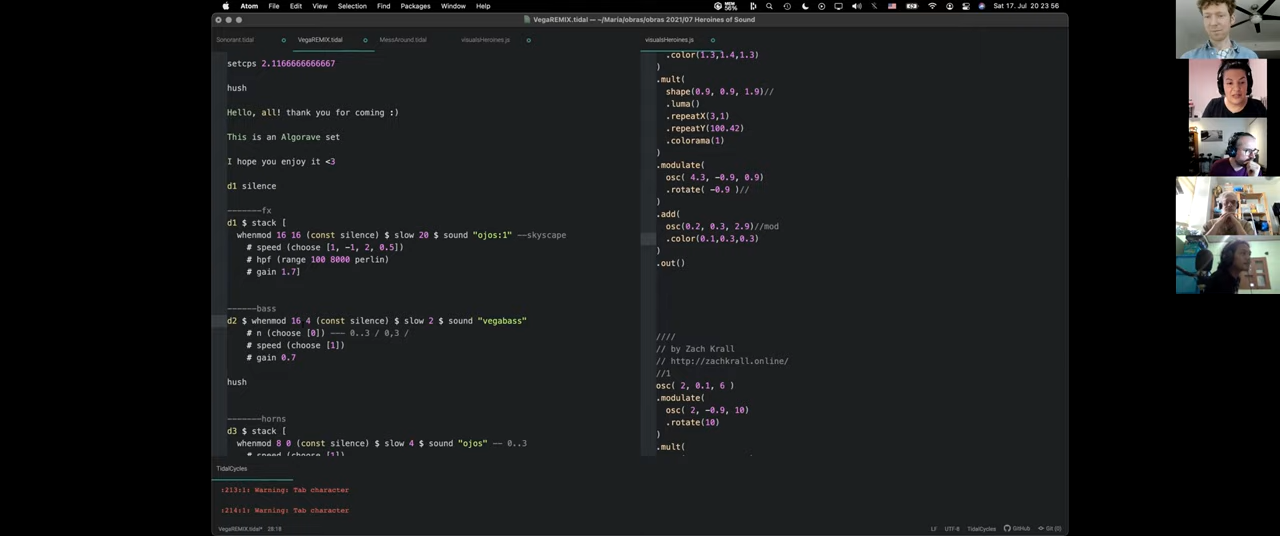 Atom File Edit View Selection Find Packages Window Help
56% Sat 17. Jul 20 23 56
VegaREMIX.tidal — ~/Maria/obras/obras 2021/07 Heroines of Sound
Sonorant.tidal VegaREMIX.tidal MessAround.tidal visualsHeroines.js visualsHeroines.js
setcps 2.1166666666667
hush
Hello, all! thank you for coming :)
This is an Algorave set
I hope you enjoy it <3
d1 silence
-------fx
d1 $ stack [
whenmod 16 16 (const silence) $ slow 20 $ sound "ojos:1" --skyscape
# speed (choose [1, -1, 2, 0.5])
# hpf (range 100 8000 perlin)
# gain 1.7]
------bass
d2 $ whenmod 16 4 (const silence) $ slow 2 $ sound "vegabass"
# n (choose [0]) --- 0..3 / 0,3 /
# speed (choose [1])
# gain 0.7
hush
-------horns
d3 $ stack [
whenmod 8 0 (const silence) $ slow 4 $ sound "ojos" -- 0..3
# speed (choose [1])
.color(1.3,1.4,1.3)
)
.mult(
shape(0.9, 0.9, 1.9)//
.luma()
.repeatX(3,1)
.repeatY(100.42)
.colorama(1)
)
.modulate(
osc( 4.3, -0.9, 0.9)
.rotate( -0.9 )//
)
.add(
osc(0.2, 0.3, 2.9)//mod
.color(0.1,0.3,0.3)
)
.out()
////
// by Zach Krall
// http://zachkrall.online/
//1
osc( 2, 0.1, 6 )
.modulate(
osc( 2, -0.9, 10)
.rotate(10)
)
.mult(
TidalCycles
:213:1: Warning: Tab character
:214:1: Warning: Tab character
VegaREMIX.tidal* 28:18 LF UTF-8 TidalCycles GitHub Git (0)